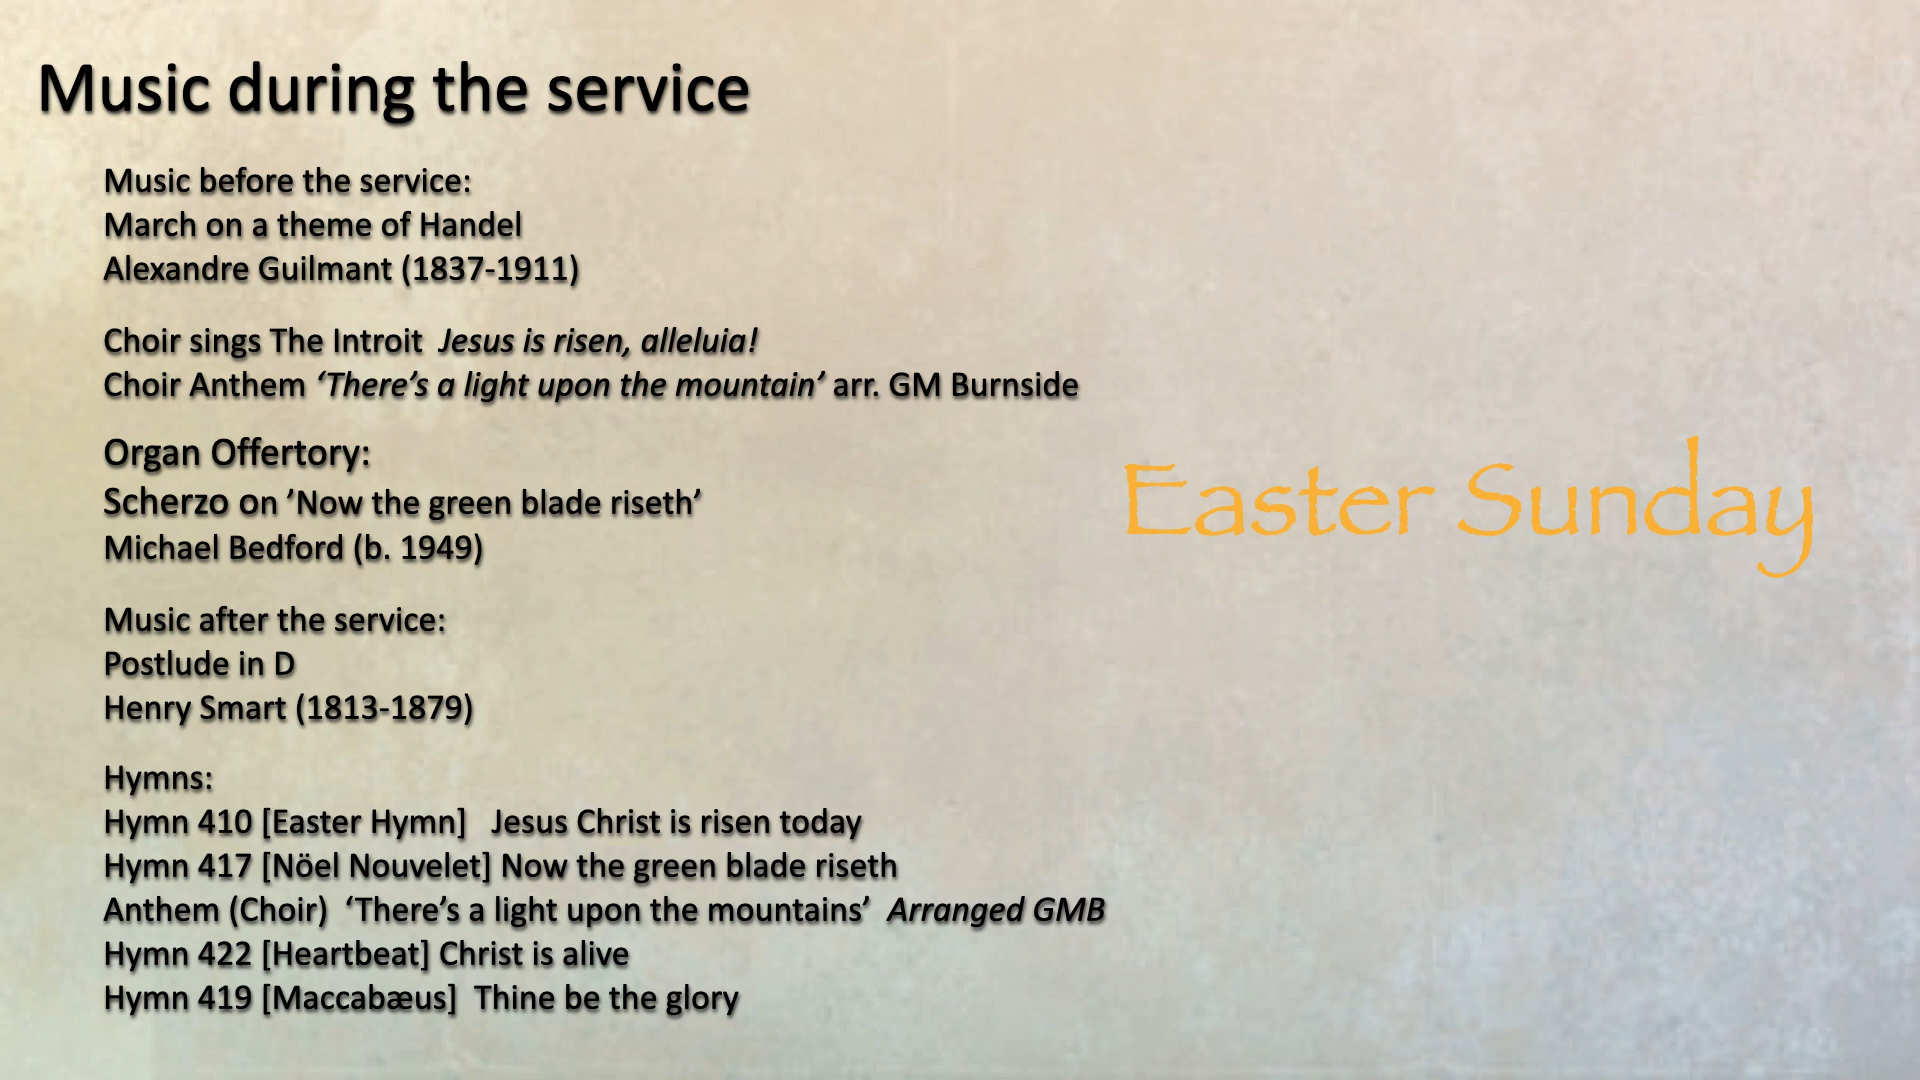 Music during the service
Music before the service:
March on a theme of Handel
Alexandre Guilmant (1837-1911)
Choir sings The Introit  Jesus is risen, alleluia!
Choir Anthem ‘There’s a light upon the mountain’ arr. GM Burnside
Organ Offertory:
Scherzo on ’Now the green blade riseth’
Michael Bedford (b. 1949)
Music after the service:
Postlude in D
Henry Smart (1813-1879)
Hymns:
Hymn 410 [Easter Hymn]   Jesus Christ is risen today
Hymn 417 [Nöel Nouvelet] Now the green blade riseth
Anthem (Choir)  ‘There’s a light upon the mountains’  Arranged GMB
Hymn 422 [Heartbeat] Christ is alive
Hymn 419 [Maccabæus]  Thine be the glory
Easter Sunday